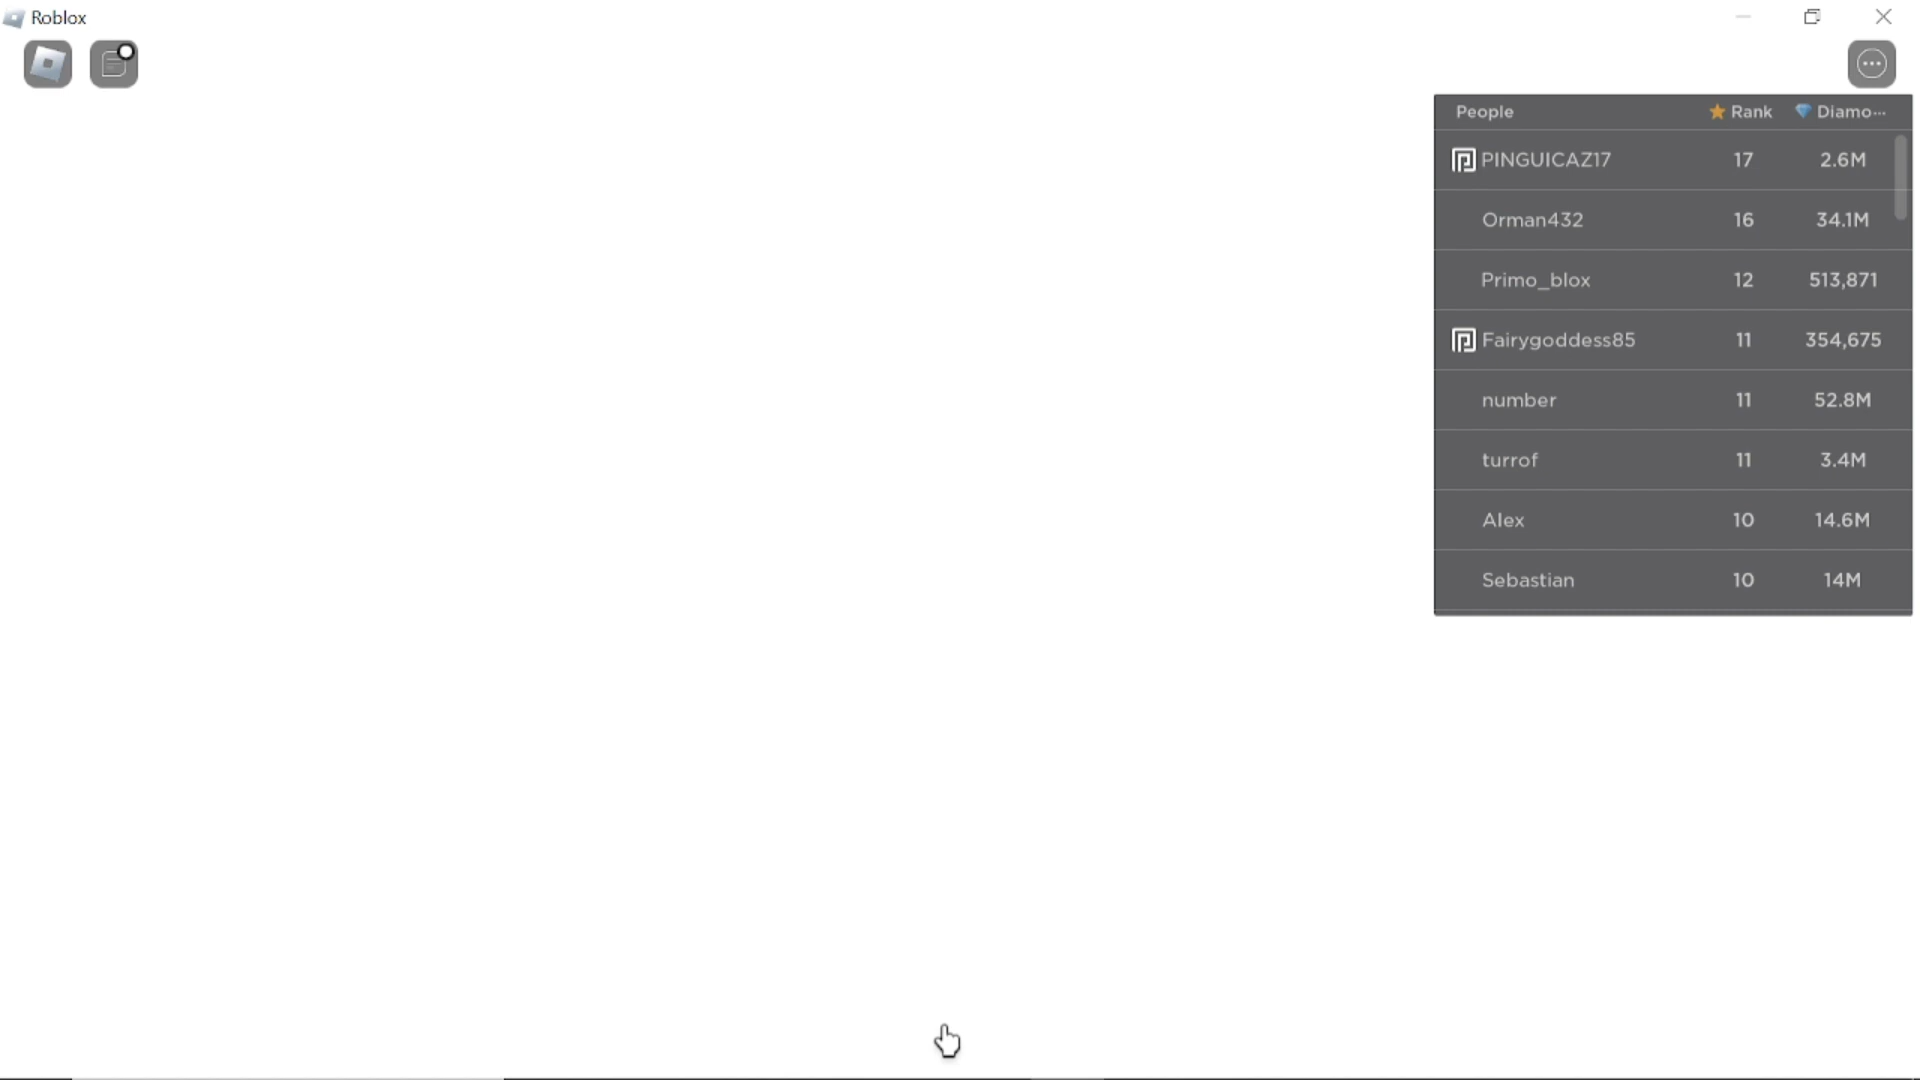 Roblox
People Rank Diamo...
PINGUICAZ17 17 2.6M
Orman432 16 34.1M
Primo_blox 12 513,871
Fairygoddess85 11 354,675
number 11 52.8M
turrof 11 3.4M
Alex 10 14.6M
Sebastian 10 14M